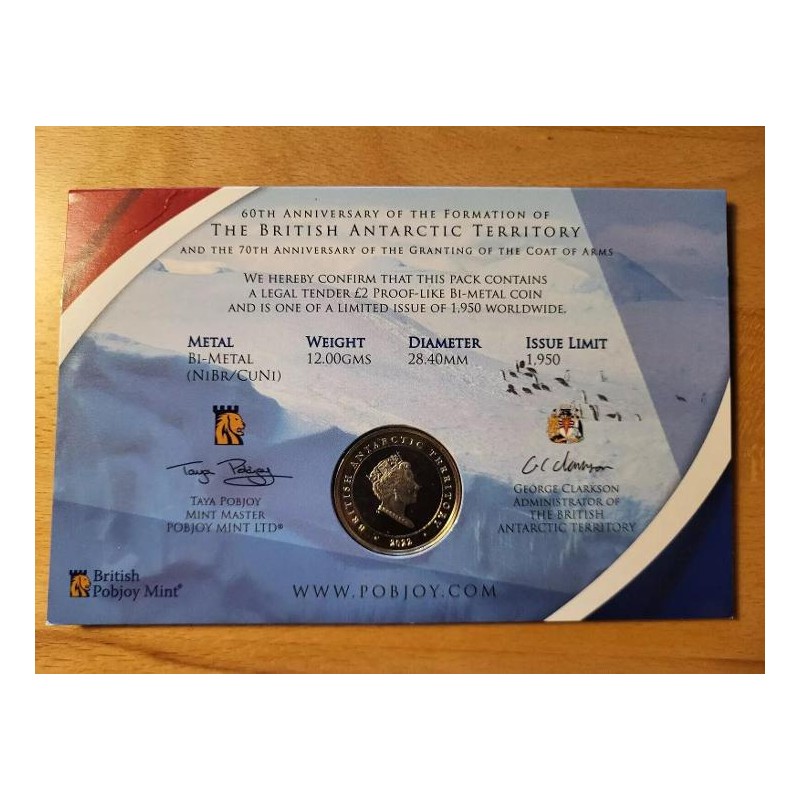 60th Anniversary of the Formation of
The British Antarctic Territory
and the 70th Anniversary of the Granting of the Coat of Arms
We hereby confirm that this pack contains
a legal tender £2 Proof-like Bi-metal coin
and is one of a limited issue of 1,950 worldwide.
Metal Weight Diameter Issue Limit
Bi-Metal 12.00gms 28.40mm 1,950
(NiBr/CuNi)
Taya Pobjoy
GC Clarkson
Taya Pobjoy
Mint Master
Pobjoy Mint Ltd®
BRITISH ANTARCTIC TERRITORY
2022
George Clarkson
Administrator of
the British
Antarctic Territory
British
Pobjoy Mint®
www.pobjoy.com